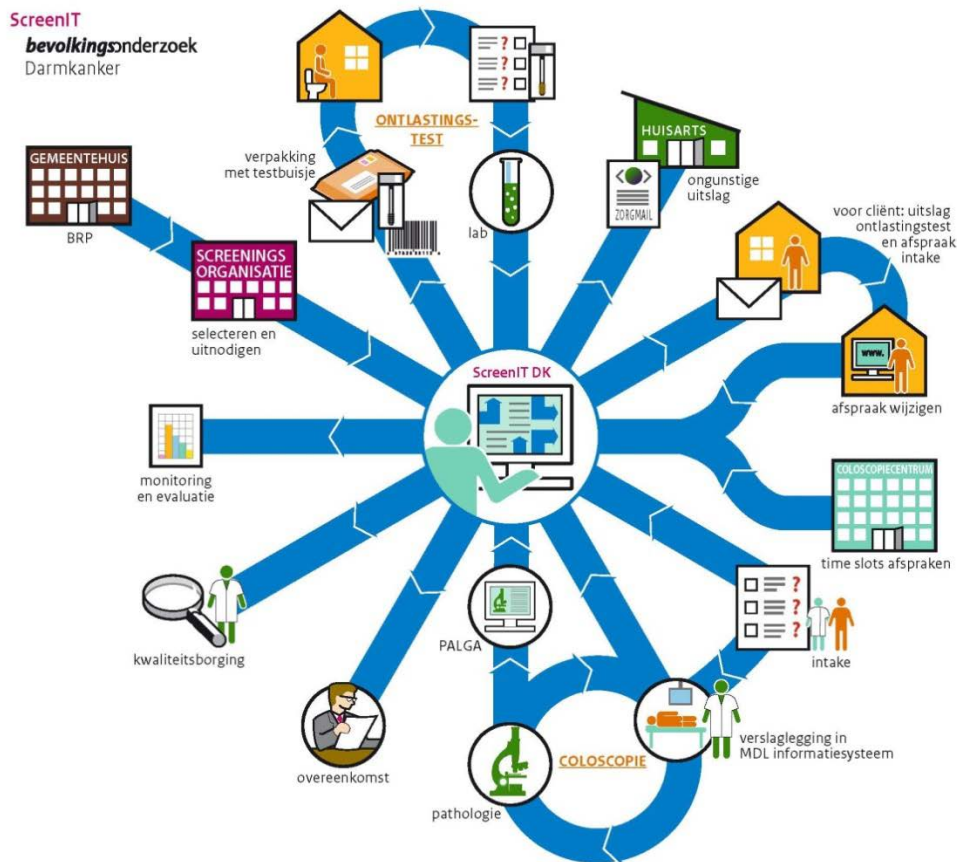 ScreenIT
bevolkingsonderzoek
Darmkanker
ONTLASTINGS-
TEST
verpakking
met testbuisje
lab
HUISARTS
ZORGMAIL
ongunstige
uitslag
GEMEENTEHUIS
BRP
SCREENINGS
ORGANISATIE
selecteren en
uitnodigen
voor cliënt: uitslag
ontlastingstest
en afspraak
intake
www.
afspraak wijzigen
ScreenIT DK
monitoring
en evaluatie
COLOSCOPIECENTRUM
time slots afspraken
kwaliteitsborging
PALGA
intake
overeenkomst
pathologie
COLOSCOPIE
verslaglegging in
MDL informatiesysteem